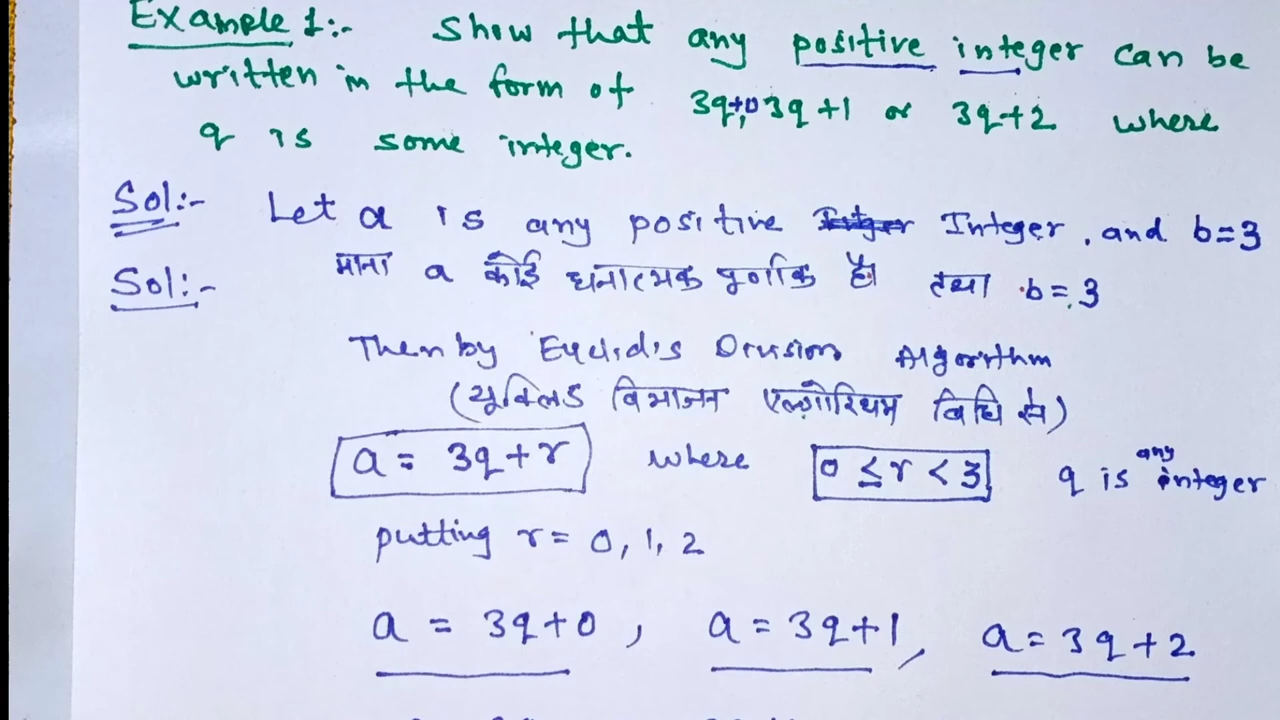 Example 1:- Show that any positive integer can be
written in the form of 3q+0, 3q+1 or 3q+2 where
q is some integer.
Sol:- Let a is any positive Integer, and b=3
Sol:- माना a कोई धनात्मक पूर्णांक है। तथा b=3
Then by Euclid's Division Algorithm
(यूक्लिड विभाजन एल्गोरिथम विधि से)
a = 3q+r where 0 ≤ r < 3, q is any integer
putting r= 0, 1, 2
a = 3q+0, a = 3q+1, a = 3q+2